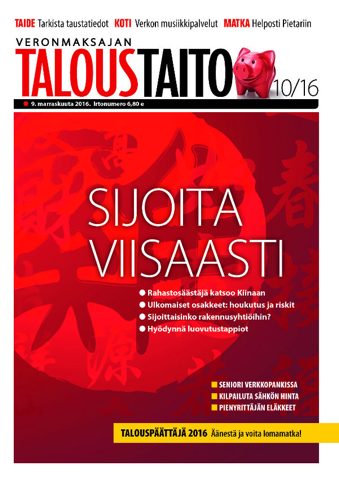 TAIDE Tarkista taustatiedot KOTI Verkon musiikkipalvelut MATKA Helposti Pietariin
VERONMAKSAJAN
TALOUSTAITO
10/16
9. marraskuuta 2016. Irtonumero 6,80 e
SIJOITA
VIISAASTI
Rahastosäästäjä katsoo Kiinaan
Ulkomaiset osakkeet: houkutus ja riskit
Sijoittaisinko rakennusyhtiöihin?
Hyödynnä luovutustappiot
SENIORI VERKKOPANKISSA
KILPAILUTA SÄHKÖN HINTA
PIENYRITTÄJÄN ELÄKKEET
TALOUSPÄÄTTÄJÄ 2016 Äänestä ja voita lomamatka!